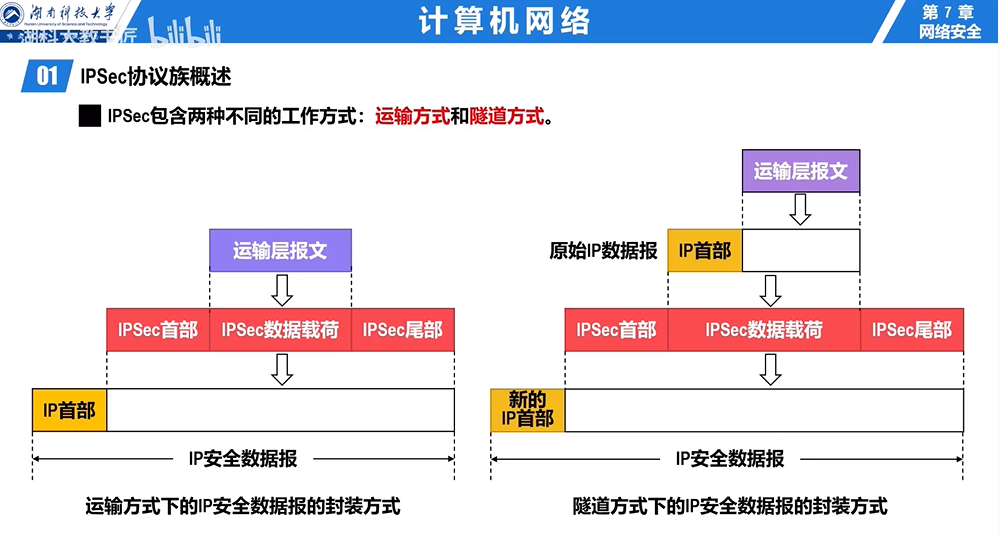 湖南科技大学
Hunan University of Science and Technology
湖科大教书匠 bilibili
计算机网络
第 7 章
网络安全
01 IPSec协议族概述
IPSec包含两种不同的工作方式：运输方式和隧道方式。
运输层报文
IPSec首部 IPSec数据载荷 IPSec尾部
IP首部
IP安全数据报
运输方式下的IP安全数据报的封装方式
运输层报文
原始IP数据报 IP首部
IPSec首部 IPSec数据载荷 IPSec尾部
新的
IP首部
IP安全数据报
隧道方式下的IP安全数据报的封装方式